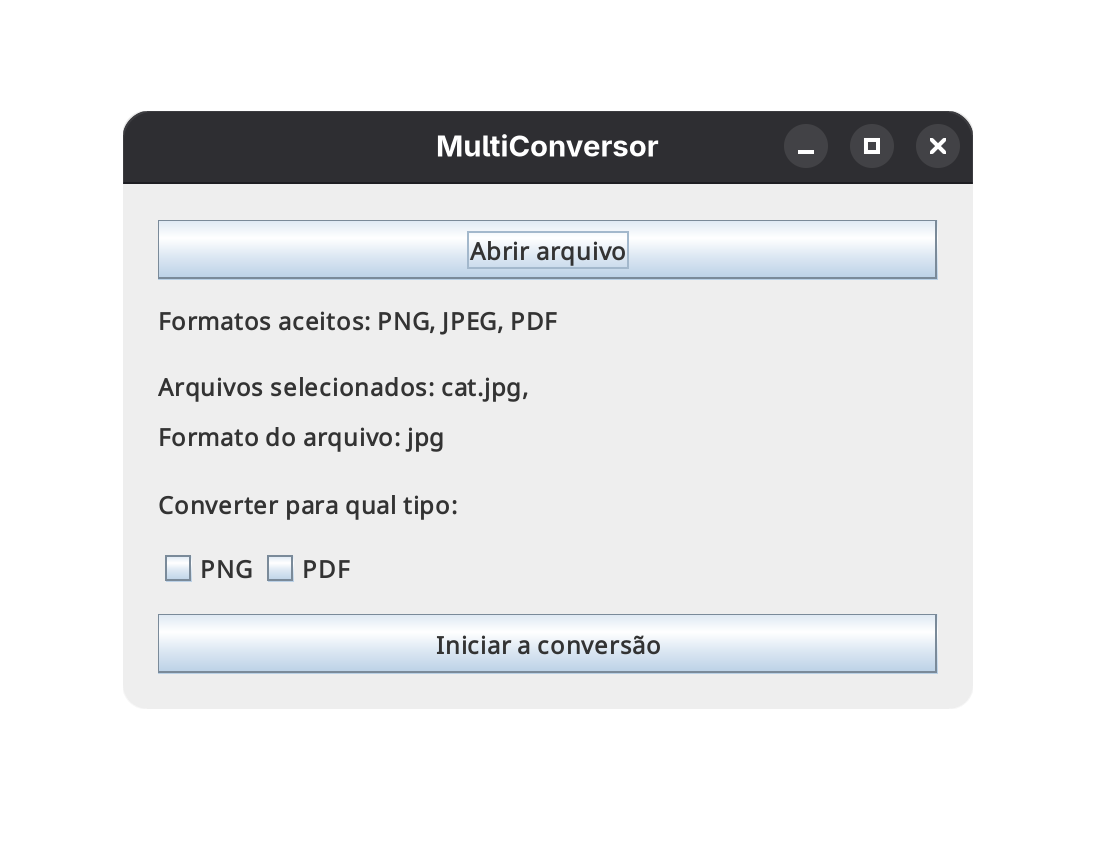 MultiConversor
Abrir arquivo
Formatos aceitos: PNG, JPEG, PDF
Arquivos selecionados: cat.jpg,
Formato do arquivo: jpg
Converter para qual tipo:
PNG PDF
Iniciar a conversão